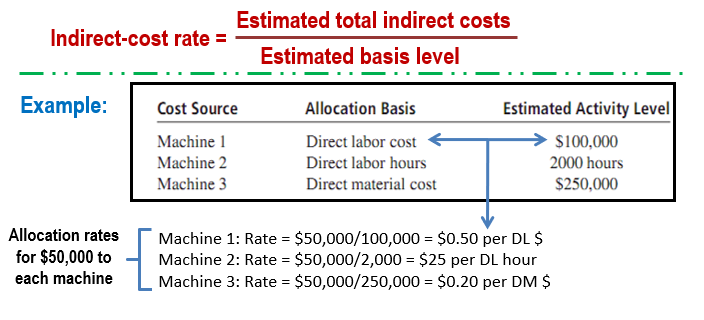 Indirect-cost rate = Estimated total indirect costs
Estimated basis level
Example:
Cost Source Allocation Basis Estimated Activity Level
Machine 1 Direct labor cost $100,000
Machine 2 Direct labor hours 2000 hours
Machine 3 Direct material cost $250,000
Allocation rates
for $50,000 to
each machine
Machine 1: Rate = $50,000/100,000 = $0.50 per DL $
Machine 2: Rate = $50,000/2,000 = $25 per DL hour
Machine 3: Rate = $50,000/250,000 = $0.20 per DM $